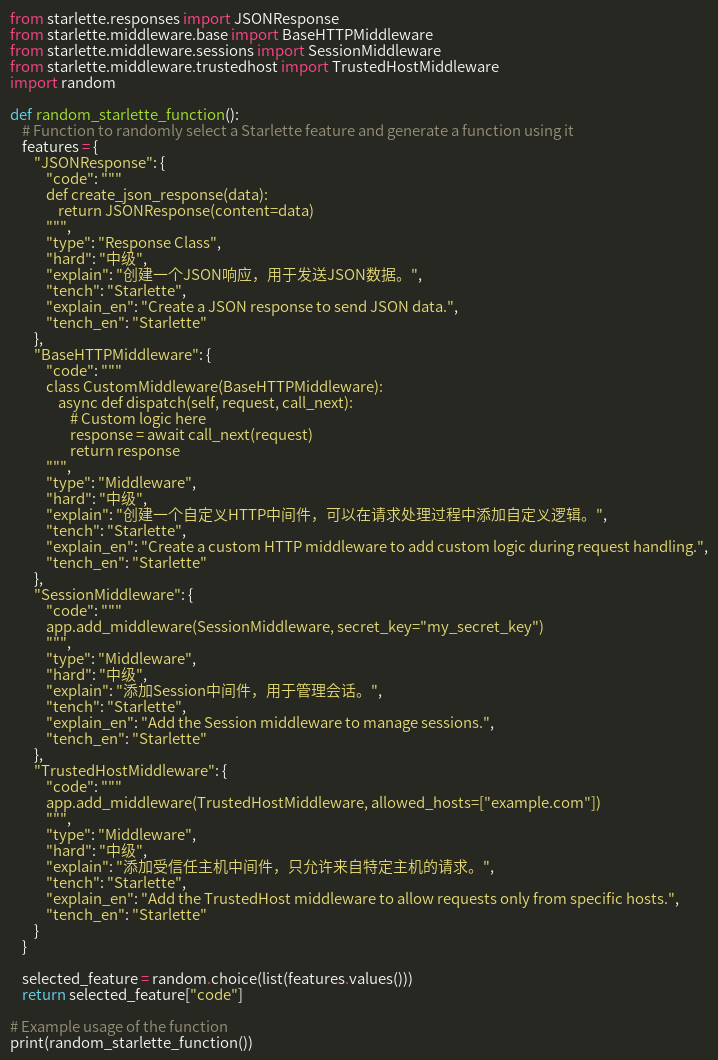 from starlette.responses import JSONResponse
from starlette.middleware.base import BaseHTTPMiddleware
from starlette.middleware.sessions import SessionMiddleware
from starlette.middleware.trustedhost import TrustedHostMiddleware
import random

def random_starlette_function():
    # Function to randomly select a Starlette feature and generate a function using it
    features = {
        "JSONResponse": {
            "code": """
            def create_json_response(data):
                return JSONResponse(content=data)
            """,
            "type": "Response Class",
            "hard": "中级",
            "explain": "创建一个JSON响应，用于发送JSON数据。",
            "tench": "Starlette",
            "explain_en": "Create a JSON response to send JSON data.",
            "tench_en": "Starlette"
        },
        "BaseHTTPMiddleware": {
            "code": """
            class CustomMiddleware(BaseHTTPMiddleware):
                async def dispatch(self, request, call_next):
                    # Custom logic here
                    response = await call_next(request)
                    return response
            """,
            "type": "Middleware",
            "hard": "中级",
            "explain": "创建一个自定义HTTP中间件，可以在请求处理过程中添加自定义逻辑。",
            "tench": "Starlette",
            "explain_en": "Create a custom HTTP middleware to add custom logic during request handling.",
            "tench_en": "Starlette"
        },
        "SessionMiddleware": {
            "code": """
            app.add_middleware(SessionMiddleware, secret_key="my_secret_key")
            """,
            "type": "Middleware",
            "hard": "中级",
            "explain": "添加Session中间件，用于管理会话。",
            "tench": "Starlette",
            "explain_en": "Add the Session middleware to manage sessions.",
            "tench_en": "Starlette"
        },
        "TrustedHostMiddleware": {
            "code": """
            app.add_middleware(TrustedHostMiddleware, allowed_hosts=["example.com"])
            """,
            "type": "Middleware",
            "hard": "中级",
            "explain": "添加受信任主机中间件，只允许来自特定主机的请求。",
            "tench": "Starlette",
            "explain_en": "Add the TrustedHost middleware to allow requests only from specific hosts.",
            "tench_en": "Starlette"
        }
    }

    selected_feature = random.choice(list(features.values()))
    return selected_feature["code"]

# Example usage of the function
print(random_starlette_function())